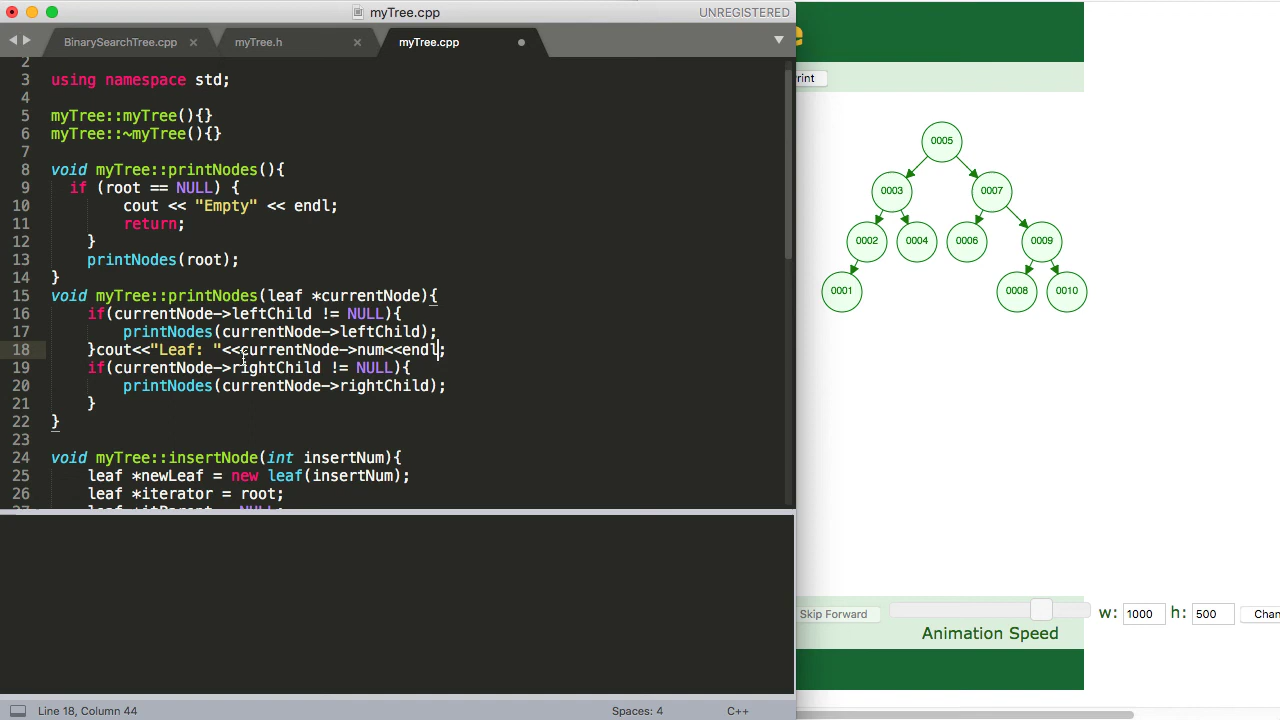 myTree.cpp
UNREGISTERED
BinarySearchTree.cpp
myTree.h
myTree.cpp
2
3 using namespace std;
4
5 myTree::myTree(){}
6 myTree::~myTree(){}
7
8 void myTree::printNodes(){
9 if (root == NULL) {
10 cout << "Empty" << endl;
11 return;
12 }
13 printNodes(root);
14 }
15 void myTree::printNodes(leaf *currentNode){
16 if(currentNode->leftChild != NULL){
17 printNodes(currentNode->leftChild);
18 }cout<<"Leaf: "<<currentNode->num<<endl;
19 if(currentNode->rightChild != NULL){
20 printNodes(currentNode->rightChild);
21 }
22 }
23
24 void myTree::insertNode(int insertNum){
25 leaf *newLeaf = new leaf(insertNum);
26 leaf *iterator = root;
Line 18, Column 44
Spaces: 4
C++
rint
0005
0003 0007
0002 0004 0006 0009
0001 0008 0010
Skip Forward
w: 1000 h: 500 Chan
Animation Speed